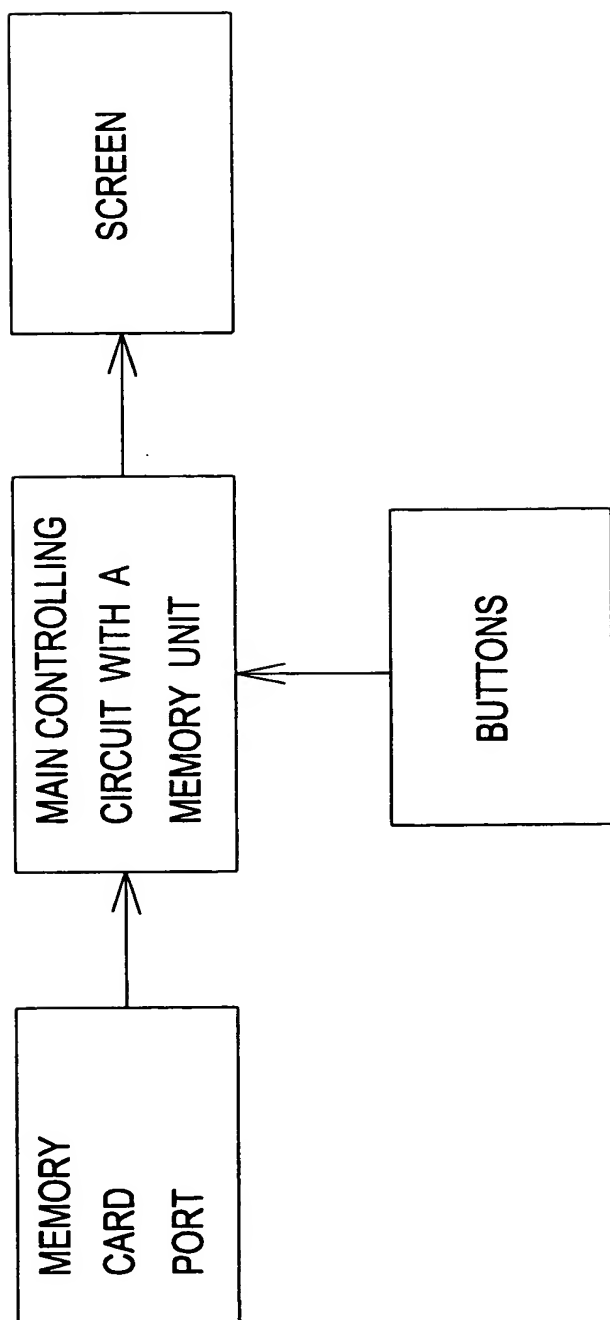 MEMORY
CARD
PORT
MAIN CONTROLLING
CIRCUIT WITH A
MEMORY UNIT
SCREEN
BUTTONS